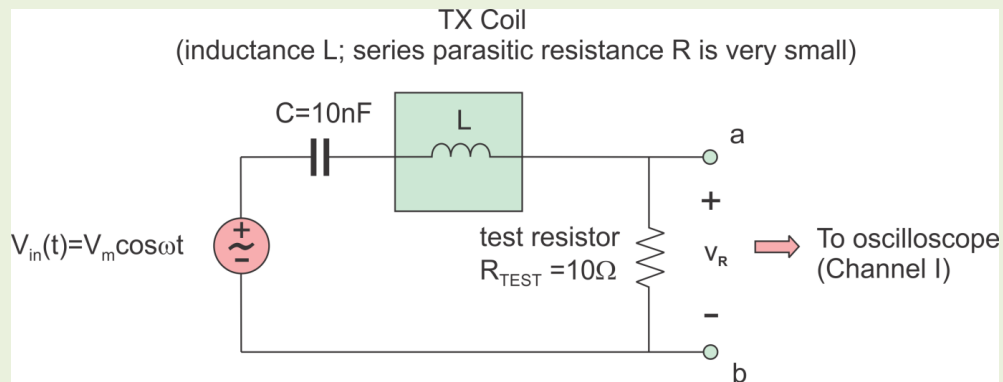 TX Coil
(inductance L; series parasitic resistance R is very small)
C=10nF
L
a
+
Vin(t)=Vmcosωt
+
~
~
−
test resistor
RTEST =10Ω
vR
To oscilloscope
(Channel I)
−
b